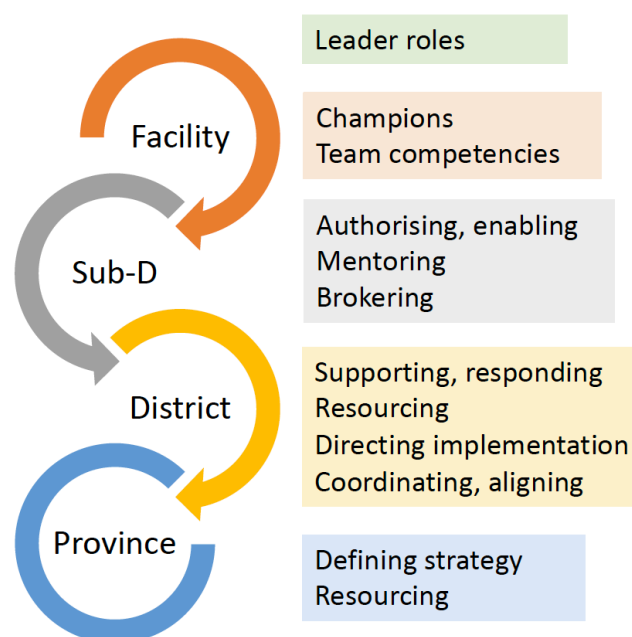 Leader roles
Facility
Champions
Team competencies
Sub-D
Authorising, enabling
Mentoring
Brokering
District
Supporting, responding
Resourcing
Directing implementation
Coordinating, aligning
Province
Defining strategy
Resourcing